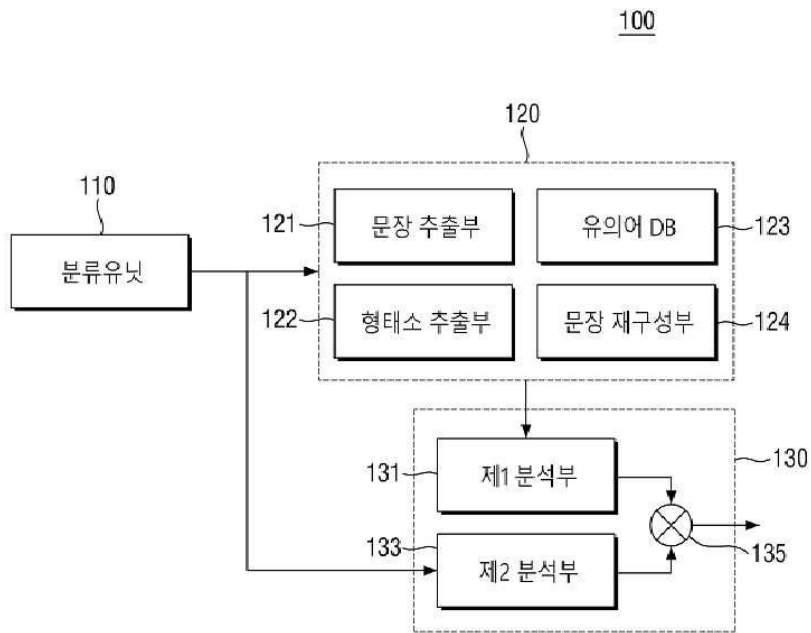 100
120
110
121
문장 추출부
유의어 DB
123
분류유닛
122
형태소 추출부
문장 재구성부
124
131
제1 분석부
130
133
제2 분석부
135